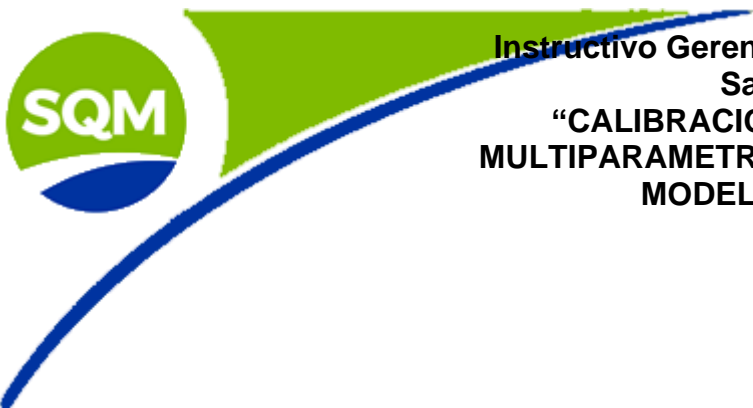 SQM
Instructivo Geren
Sa
“CALIBRACIO
MULTIPARAMETR
MODEL